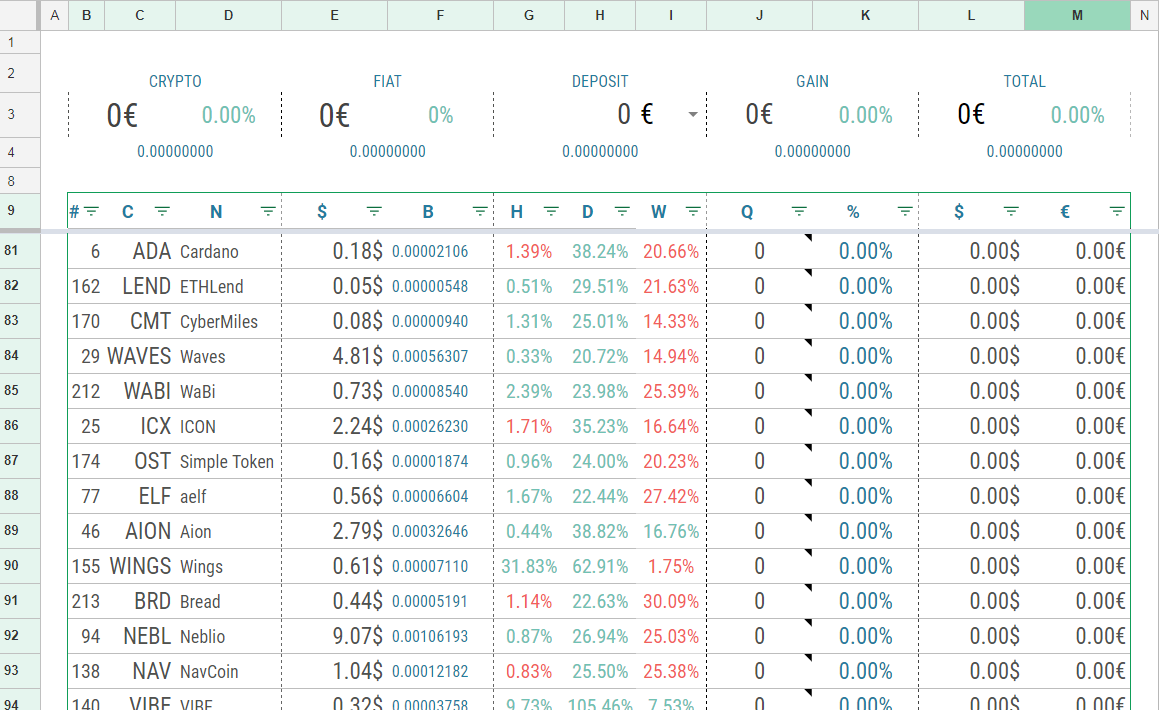 A B C D E F G H I J K L M N
1
2 CRYPTO FIAT DEPOSIT GAIN TOTAL
3 0€ 0.00% 0€ 0% 0 € 0€ 0.00% 0€ 0.00%
4 0.00000000 0.00000000 0.00000000 0.00000000 0.00000000
8
9 # C N $ B H D W Q % $ €
81 6 ADA Cardano 0.18$ 0.00002106 1.39% 38.24% 20.66% 0 0.00% 0.00$ 0.00€
82 162 LEND ETHLend 0.05$ 0.00000548 0.51% 29.51% 21.63% 0 0.00% 0.00$ 0.00€
83 170 CMT CyberMiles 0.08$ 0.00000940 1.31% 25.01% 14.33% 0 0.00% 0.00$ 0.00€
84 29 WAVES Waves 4.81$ 0.00056307 0.33% 20.72% 14.94% 0 0.00% 0.00$ 0.00€
85 212 WABI WaBi 0.73$ 0.00008540 2.39% 23.98% 25.39% 0 0.00% 0.00$ 0.00€
86 25 ICX ICON 2.24$ 0.00026230 1.71% 35.23% 16.64% 0 0.00% 0.00$ 0.00€
87 174 OST Simple Token 0.16$ 0.00001874 0.96% 24.00% 20.23% 0 0.00% 0.00$ 0.00€
88 77 ELF aelf 0.56$ 0.00006604 1.67% 22.44% 27.42% 0 0.00% 0.00$ 0.00€
89 46 AION Aion 2.79$ 0.00032646 0.44% 38.82% 16.76% 0 0.00% 0.00$ 0.00€
90 155 WINGS Wings 0.61$ 0.00007110 31.83% 62.91% 1.75% 0 0.00% 0.00$ 0.00€
91 213 BRD Bread 0.44$ 0.00005191 1.14% 22.63% 30.09% 0 0.00% 0.00$ 0.00€
92 94 NEBL Neblio 9.07$ 0.00106193 0.87% 26.94% 25.03% 0 0.00% 0.00$ 0.00€
93 138 NAV NavCoin 1.04$ 0.00012182 0.83% 25.50% 25.38% 0 0.00% 0.00$ 0.00€
94 140 VIBE VIBE 0.32$ 0.00003758 9.73% 105.46% 7.53% 0 0.00% 0.00$ 0.00€